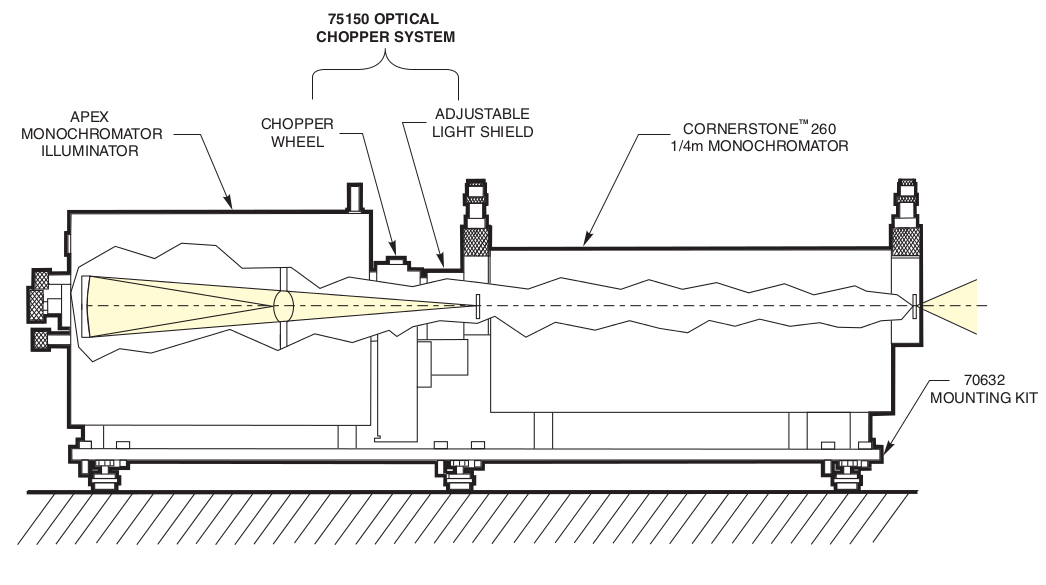 75150 OPTICAL
CHOPPER SYSTEM
APEX
MONOCHROMATOR
ILLUMINATOR
CHOPPER
WHEEL
ADJUSTABLE
LIGHT SHIELD
CORNERSTONE™ 260
1/4m MONOCHROMATOR
70632
MOUNTING KIT